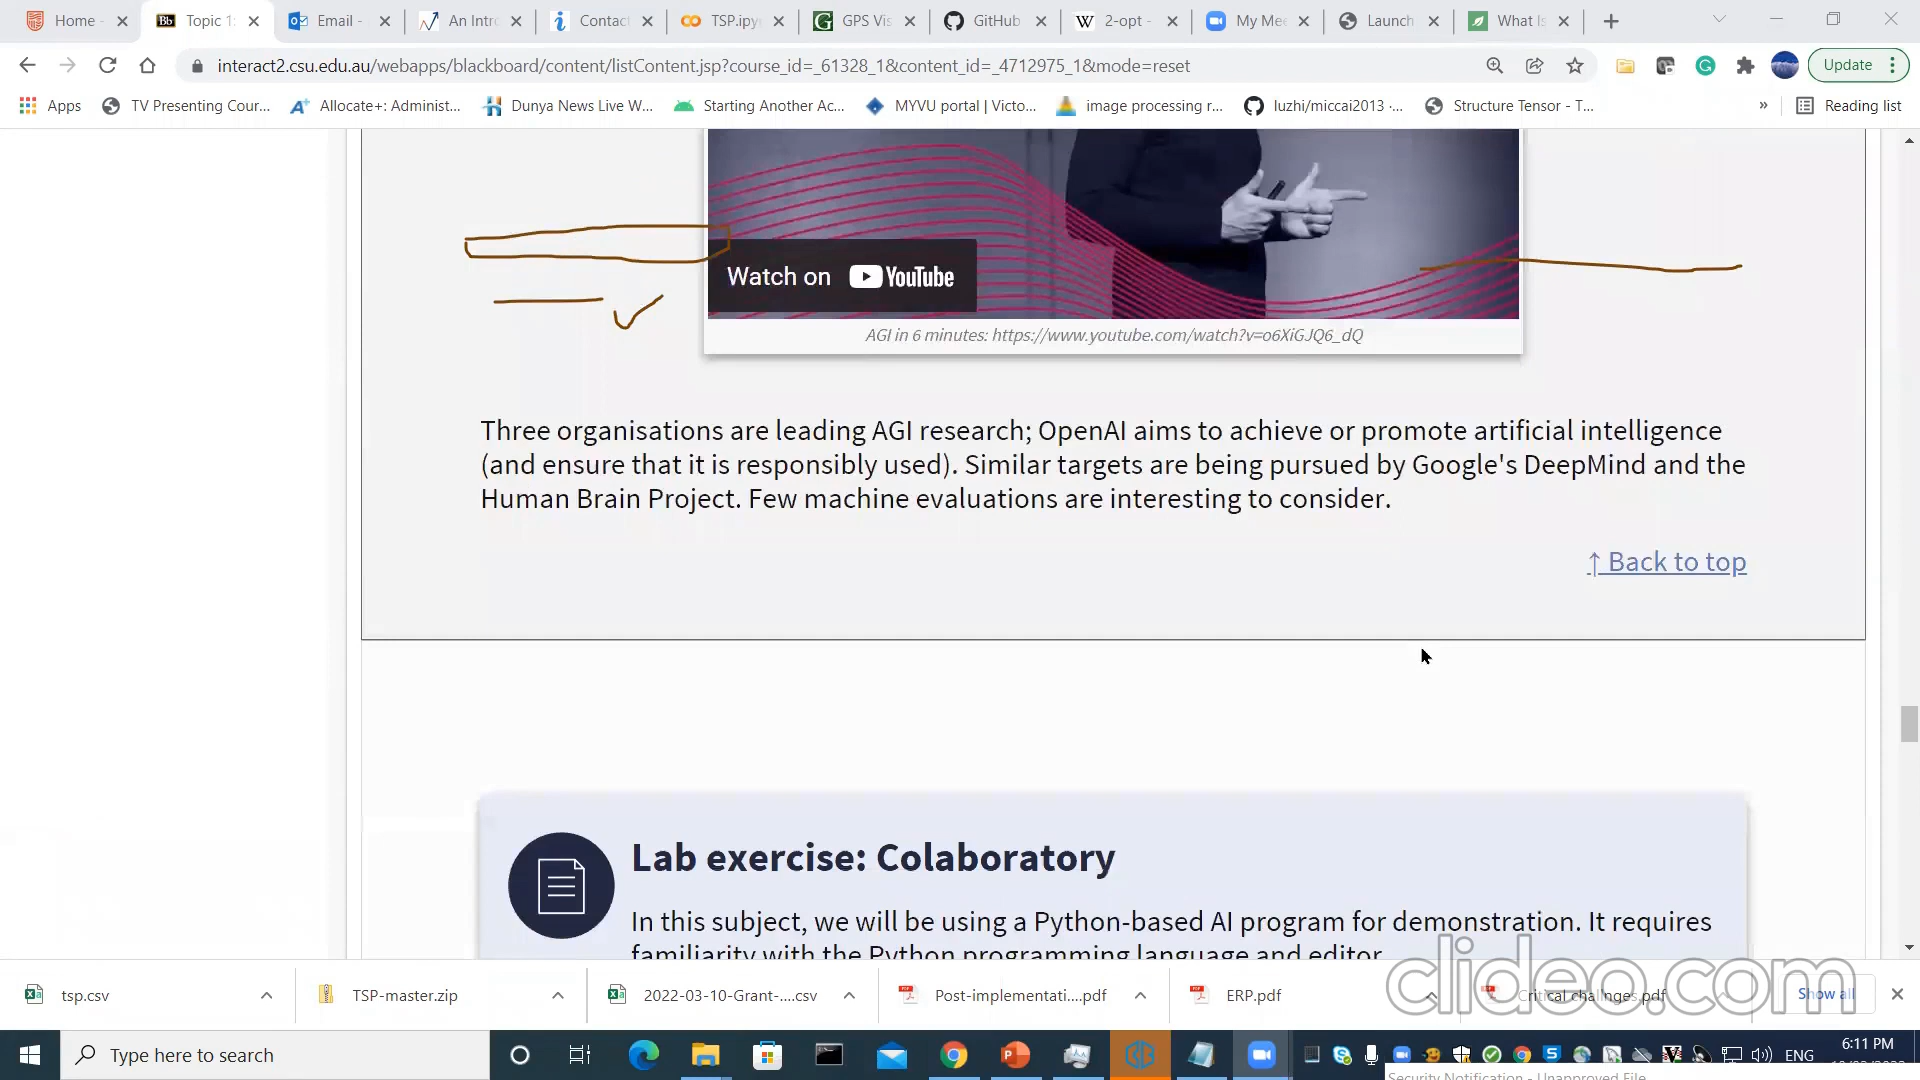 Home -
Topic 1:
Email -
An Intro
Contact
TSP.ipy
GPS Vis
GitHub
2-opt -
My Mee
Launch
What Is
interact2.csu.edu.au/webapps/blackboard/content/listContent.jsp?course_id=_61328_1&content_id=_4712975_1&mode=reset
Update
Apps
TV Presenting Cour...
Allocate+: Administ...
Dunya News Live W...
Starting Another Ac...
MYVU portal | Victo...
image processing r...
luzhi/miccai2013 ·...
Structure Tensor - T...
»
Reading list
Watch on YouTube
AGI in 6 minutes: https://www.youtube.com/watch?v=o6XiGJQ6_dQ
Three organisations are leading AGI research; OpenAI aims to achieve or promote artificial intelligence
(and ensure that it is responsibly used). Similar targets are being pursued by Google's DeepMind and the
Human Brain Project. Few machine evaluations are interesting to consider.
↑ Back to top
Lab exercise: Colaboratory
In this subject, we will be using a Python-based AI program for demonstration. It requires
familiarity with the Python programming language and editor.
clideo.com
tsp.csv
TSP-master.zip
2022-03-10-Grant-....csv
Post-implementati....pdf
ERP.pdf
Critical challnges.pdf
Show all
Type here to search
ENG
6:11 PM
Security Notification - Unapproved File